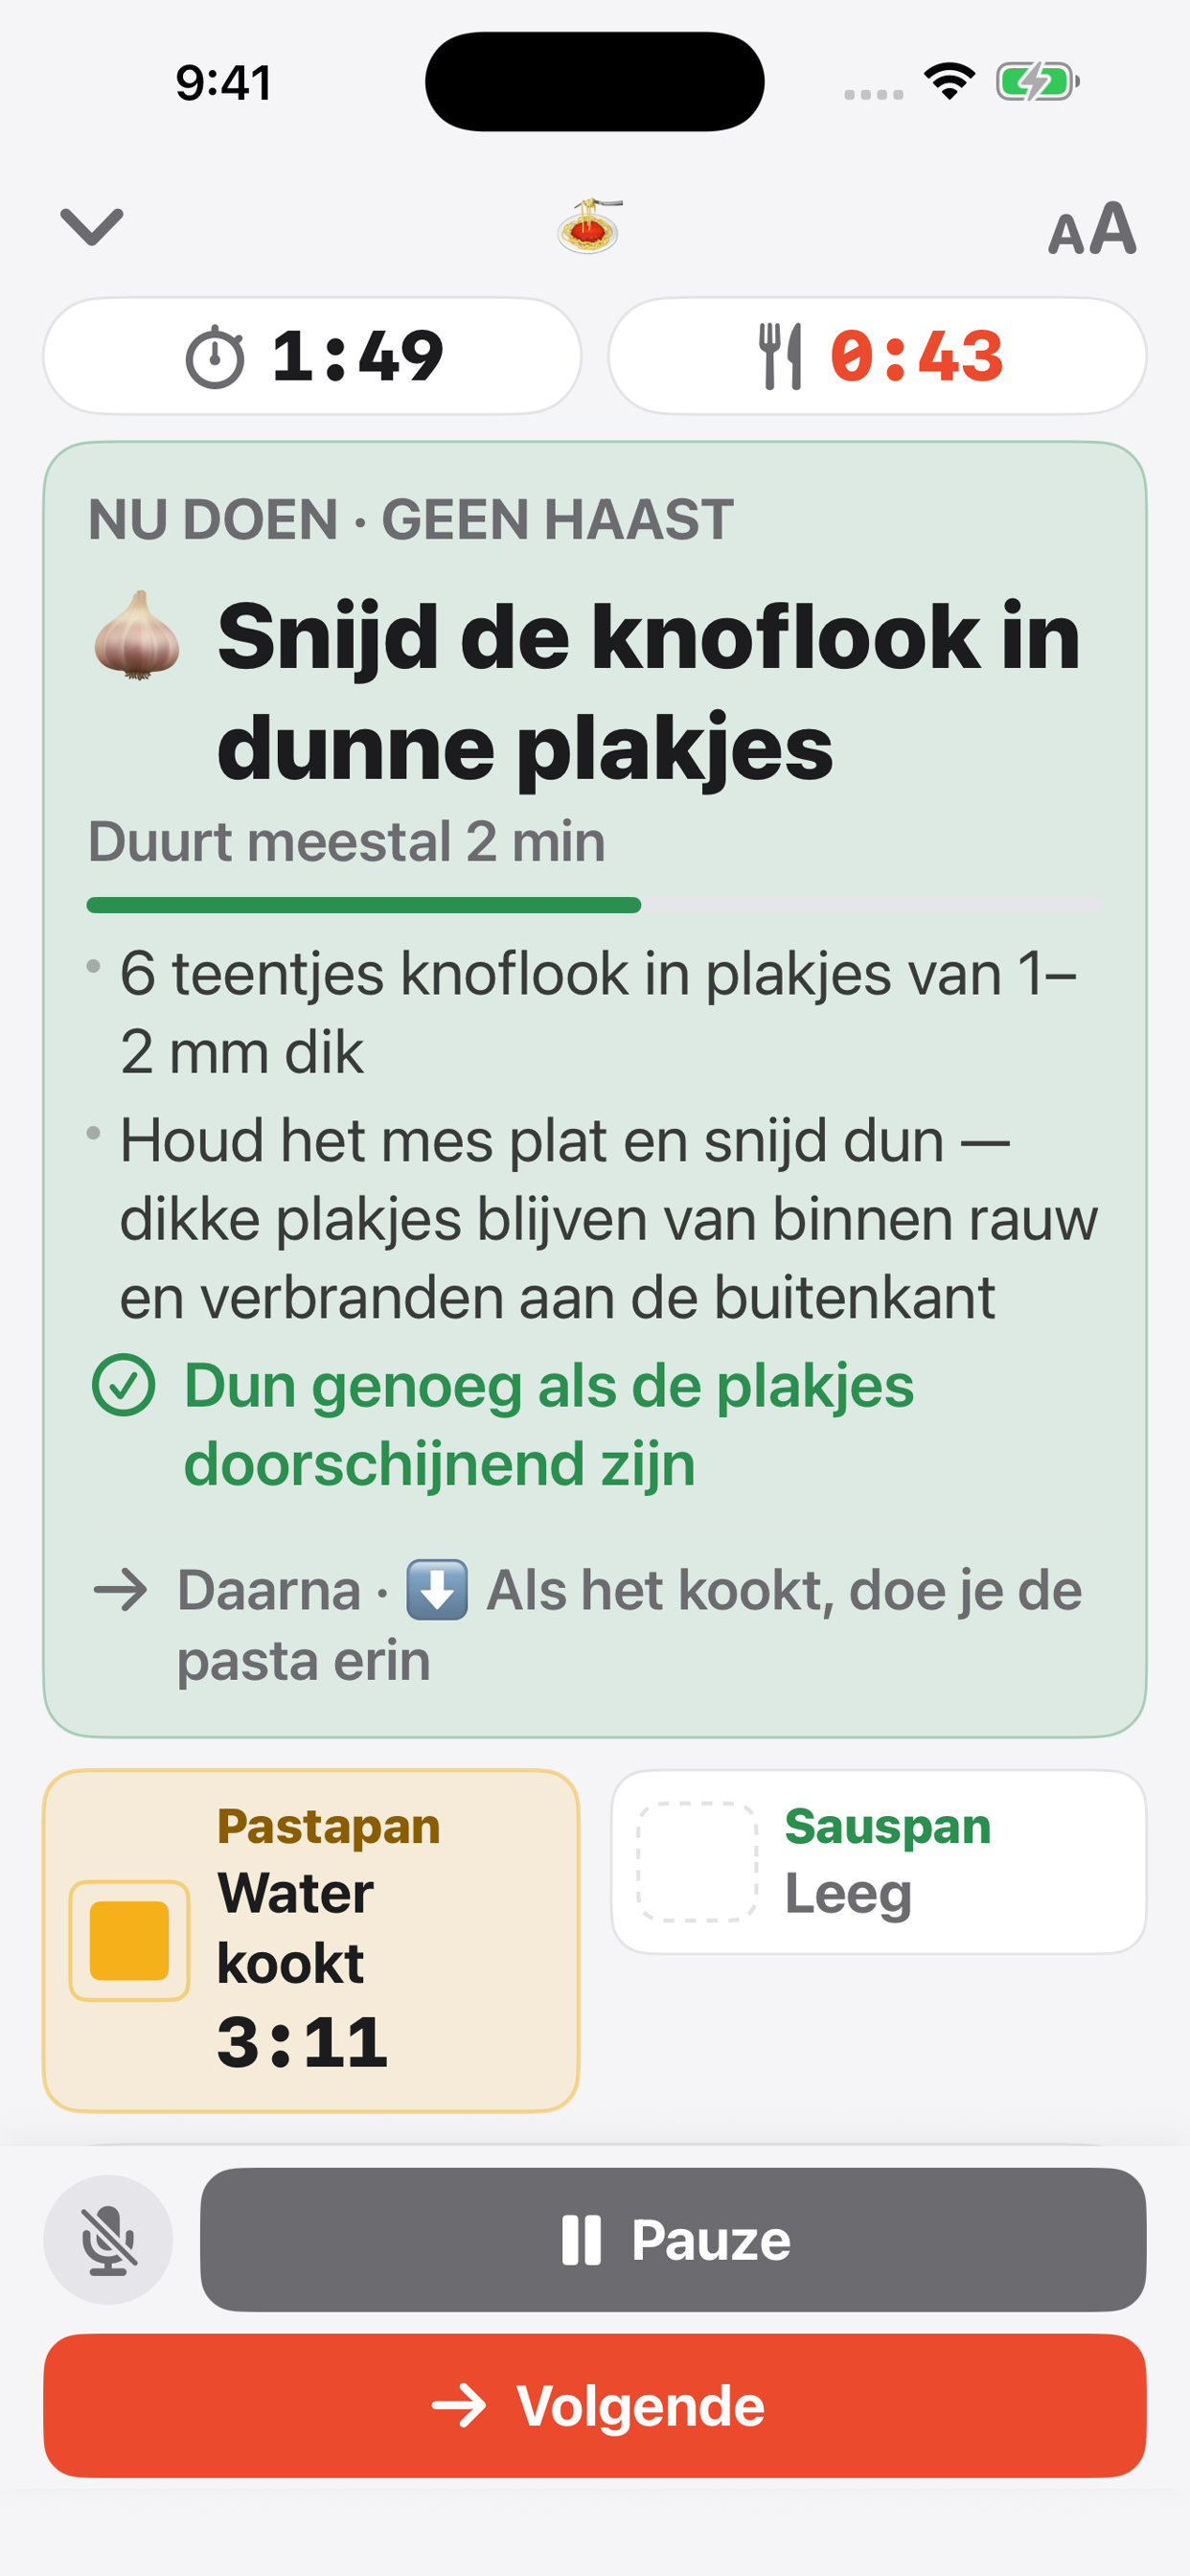 9:41
AA
1:49
0:43
NU DOEN · GEEN HAAST
Snijd de knoflook in
dunne plakjes
Duurt meestal 2 min
• 6 teentjes knoflook in plakjes van 1–
2 mm dik
• Houd het mes plat en snijd dun —
dikke plakjes blijven van binnen rauw
en verbranden aan de buitenkant
Dun genoeg als de plakjes
doorschijnend zijn
→ Daarna · ⬇️ Als het kookt, doe je de
pasta erin
Pastapan
Water
kookt
3:11
Sauspan
Leeg
Pauze
→ Volgende